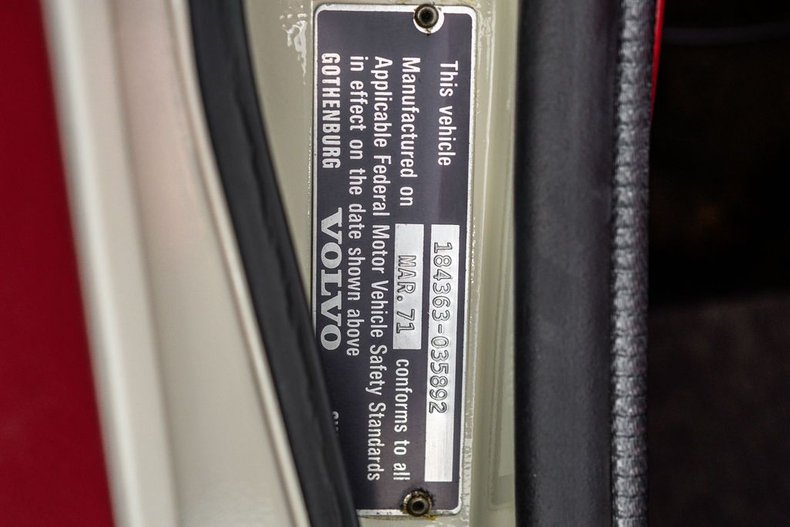 This vehicle 184363-035892
Manufactured on MAR.71 conforms to all
Applicable Federal Motor Vehicle Safety Standards
in effect on the date shown above
GOTHENBURG VOLVO